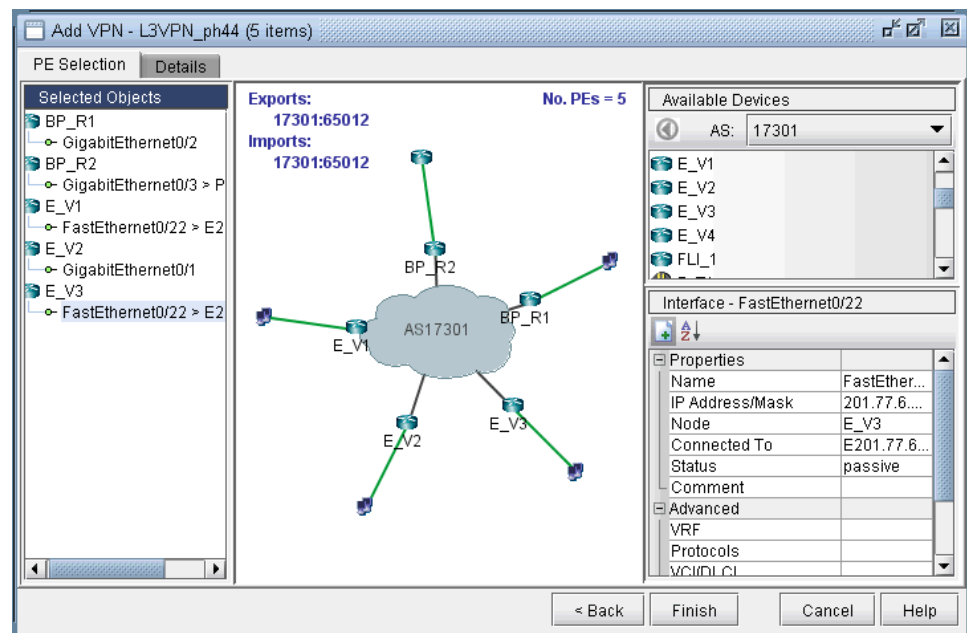 Add VPN - L3VPN_ph44 (5 items)
PE Selection
Details
Selected Objects
BP_R1
GigabitEthernet0/2
BP_R2
GigabitEthernet0/3 > P
E_V1
FastEthernet0/22 > E2
E_V2
GigabitEthernet0/1
E_V3
FastEthernet0/22 > E2
Exports:
17301:65012
Imports:
17301:65012
No. PEs = 5
BP_R2
BP_R1
AS17301
E_V1
E_V2
E_V3
Available Devices
AS: 17301
E_V1
E_V2
E_V3
E_V4
FLI_1
Interface - FastEthernet0/22
Properties
Name FastEther...
IP Address/Mask 201.77.6....
Node E_V3
Connected To E201.77.6...
Status passive
Comment
Advanced
VRF
Protocols
VCI/DLCI
< Back
Finish
Cancel
Help